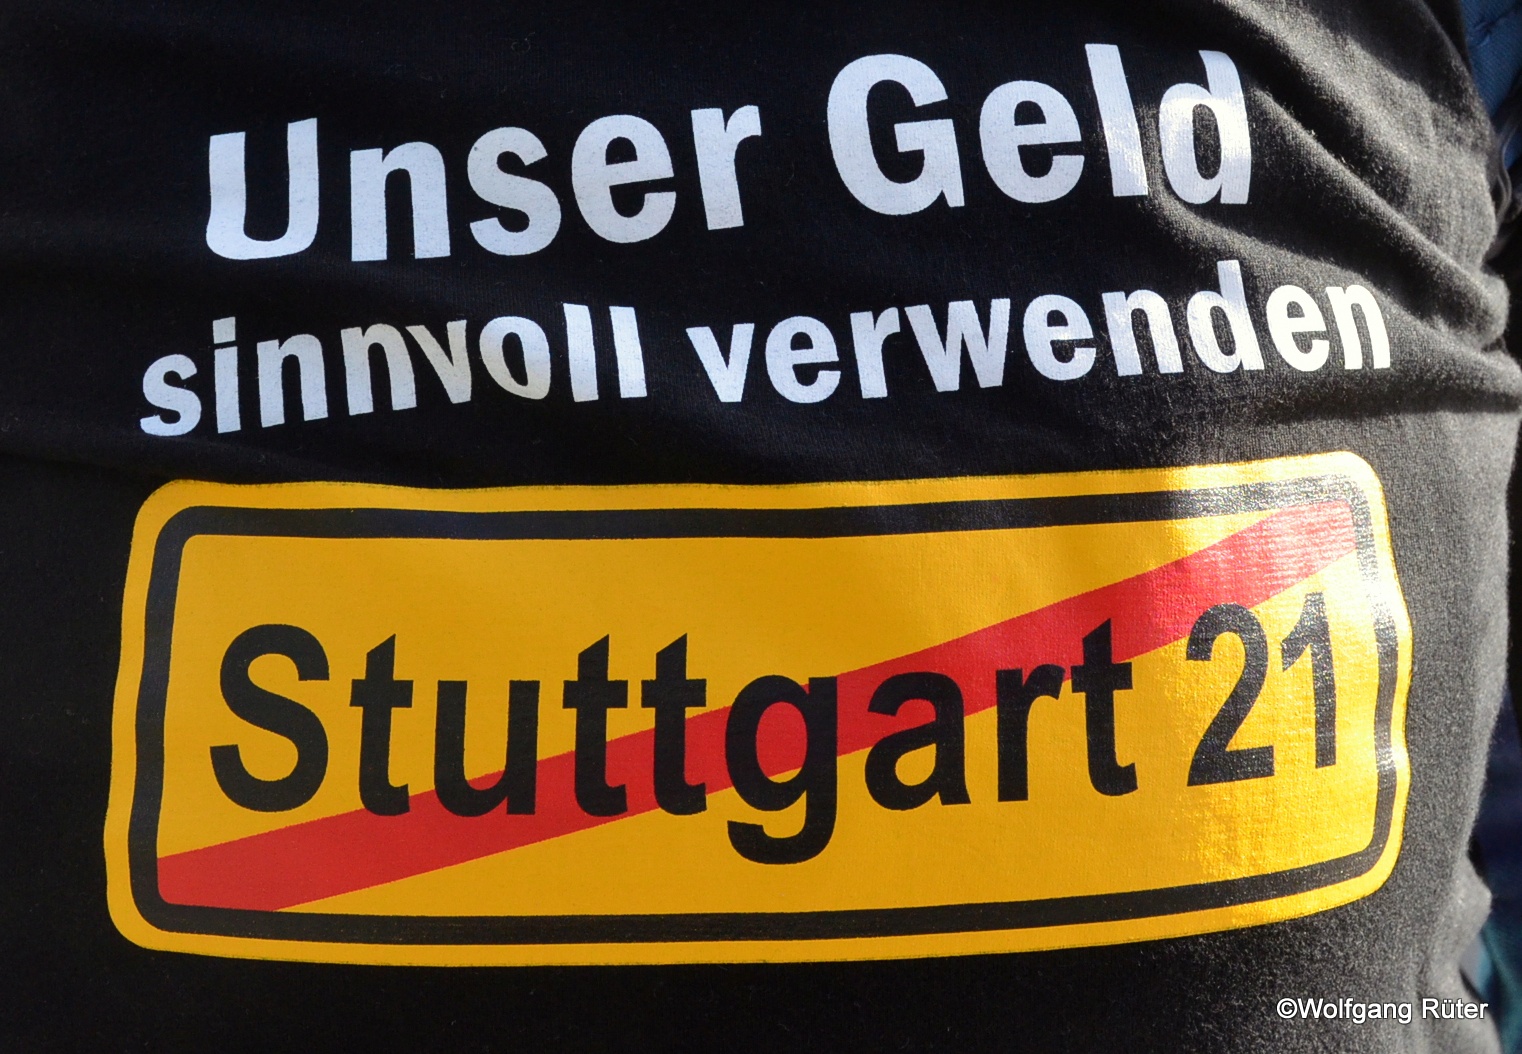 Unser Geld
sinnvoll verwenden
Stuttgart 21
©Wolfgang Rüter